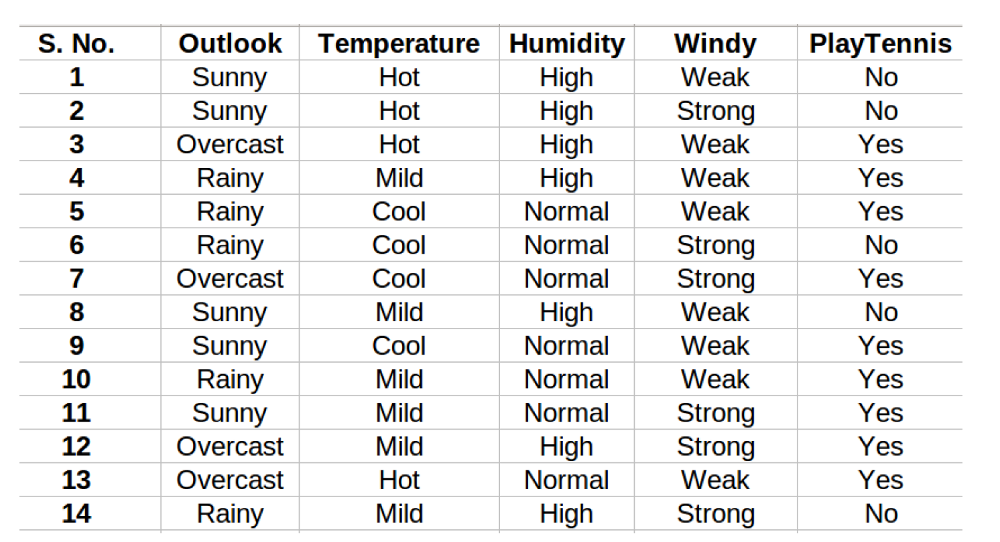 S. No. Outlook Temperature Humidity Windy PlayTennis
1 Sunny Hot High Weak No
2 Sunny Hot High Strong No
3 Overcast Hot High Weak Yes
4 Rainy Mild High Weak Yes
5 Rainy Cool Normal Weak Yes
6 Rainy Cool Normal Strong No
7 Overcast Cool Normal Strong Yes
8 Sunny Mild High Weak No
9 Sunny Cool Normal Weak Yes
10 Rainy Mild Normal Weak Yes
11 Sunny Mild Normal Strong Yes
12 Overcast Mild High Strong Yes
13 Overcast Hot Normal Weak Yes
14 Rainy Mild High Strong No